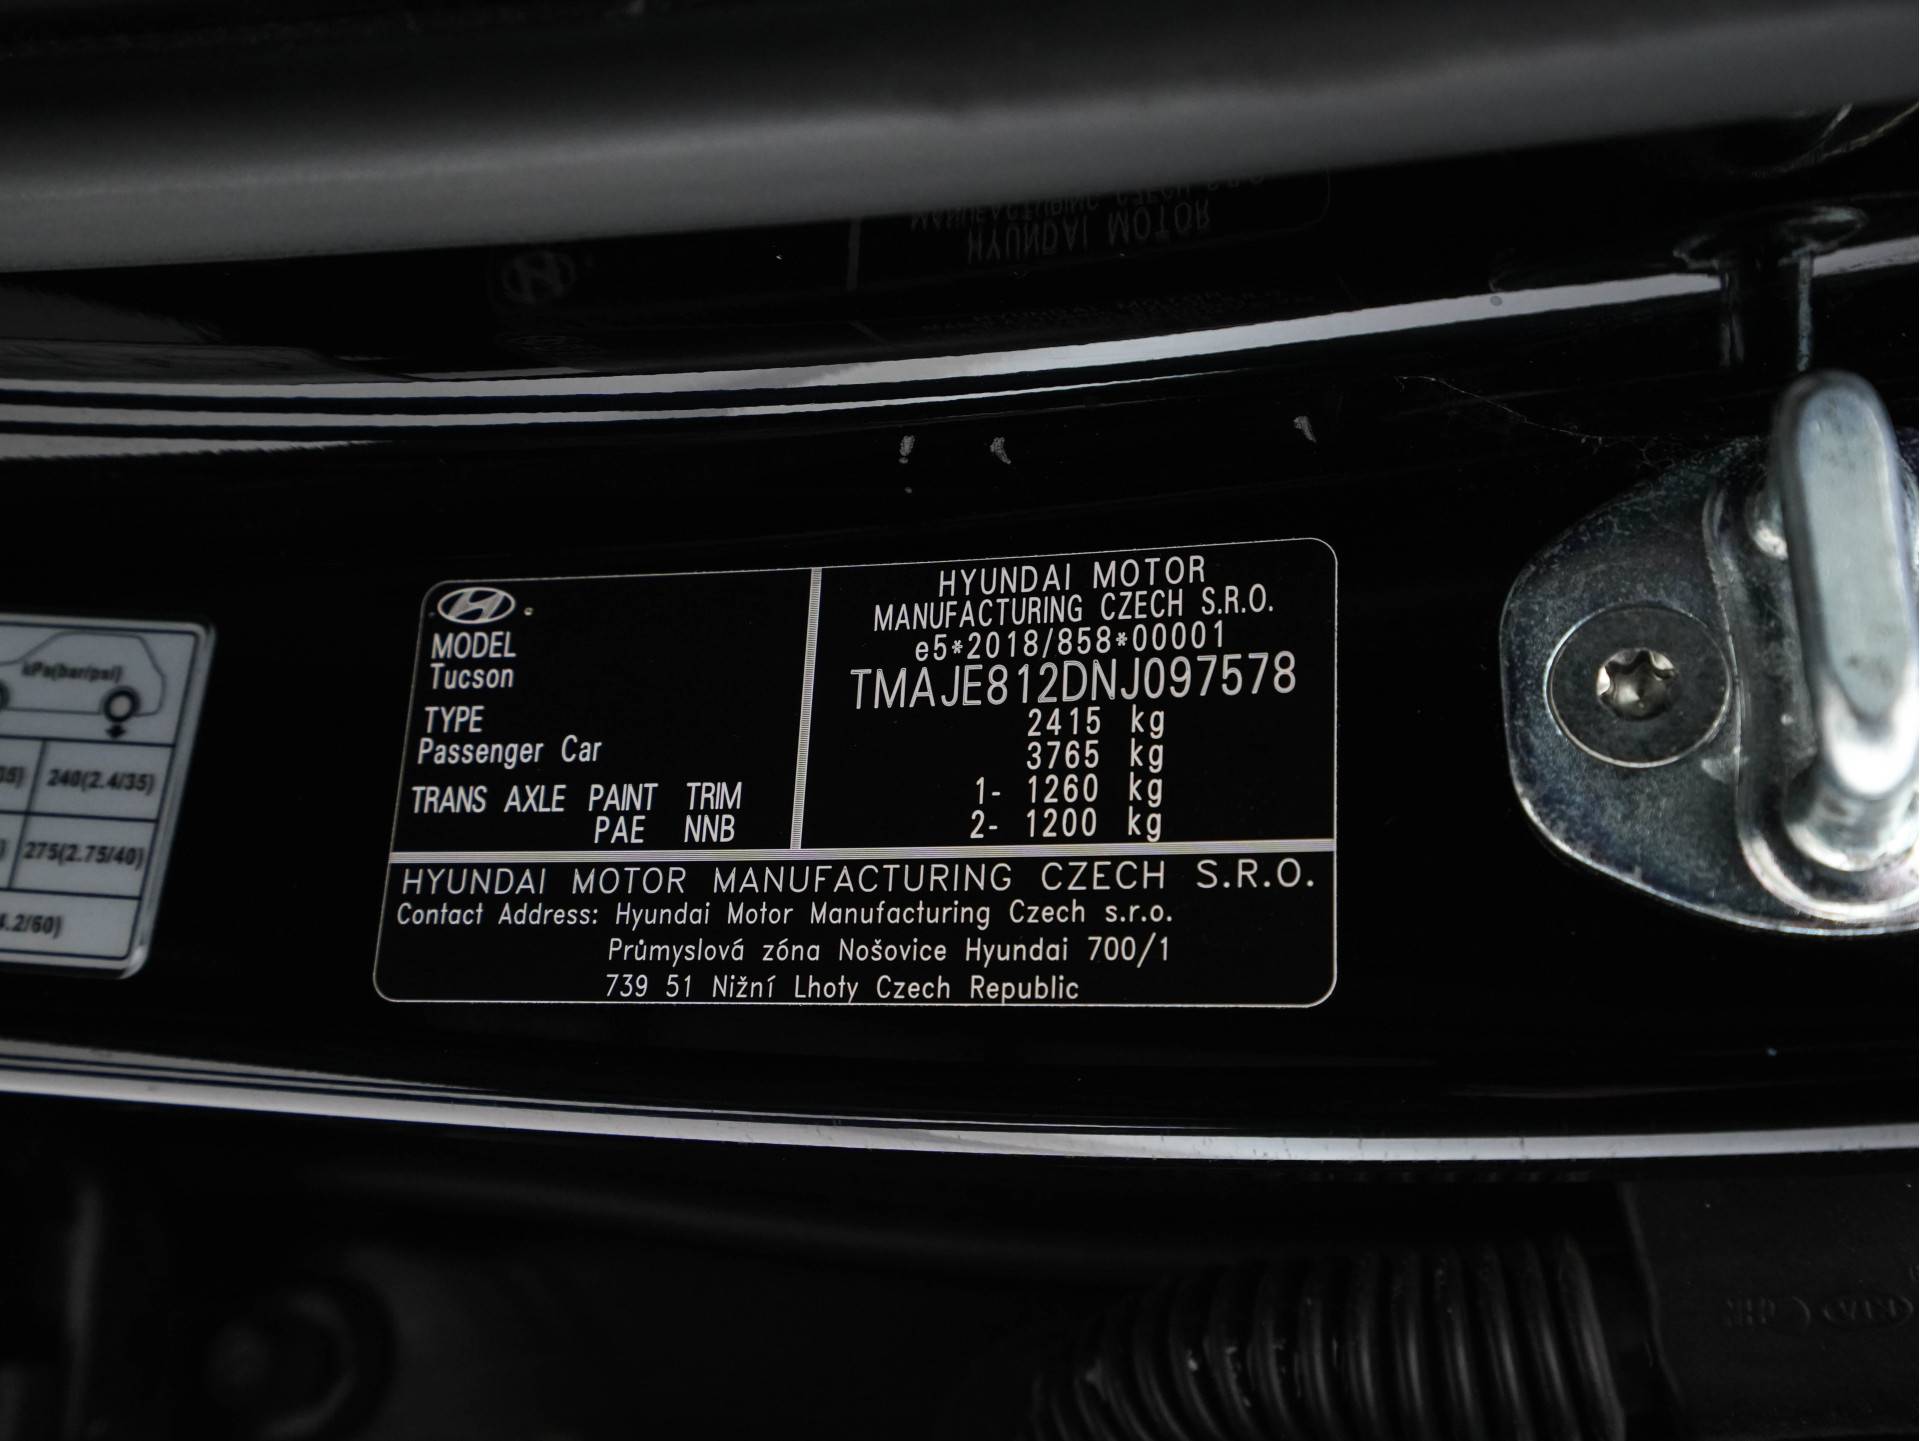 kPa(bar/psi)
240(2.4/35)
275(2.75/40)
MODEL
Tucson
TYPE
Passenger Car
TRANS AXLE PAINT TRIM
PAE NNB
HYUNDAI MOTOR
MANUFACTURING CZECH S.R.O.
e5*2018/858*00001
TMAJE812DNJ097578
2415 kg
3765 kg
1- 1260 kg
2- 1200 kg
HYUNDAI MOTOR MANUFACTURING CZECH S.R.O.
Contact Address: Hyundai Motor Manufacturing Czech s.r.o.
Průmyslová zóna Nošovice Hyundai 700/1
739 51 Nižní Lhoty Czech Republic